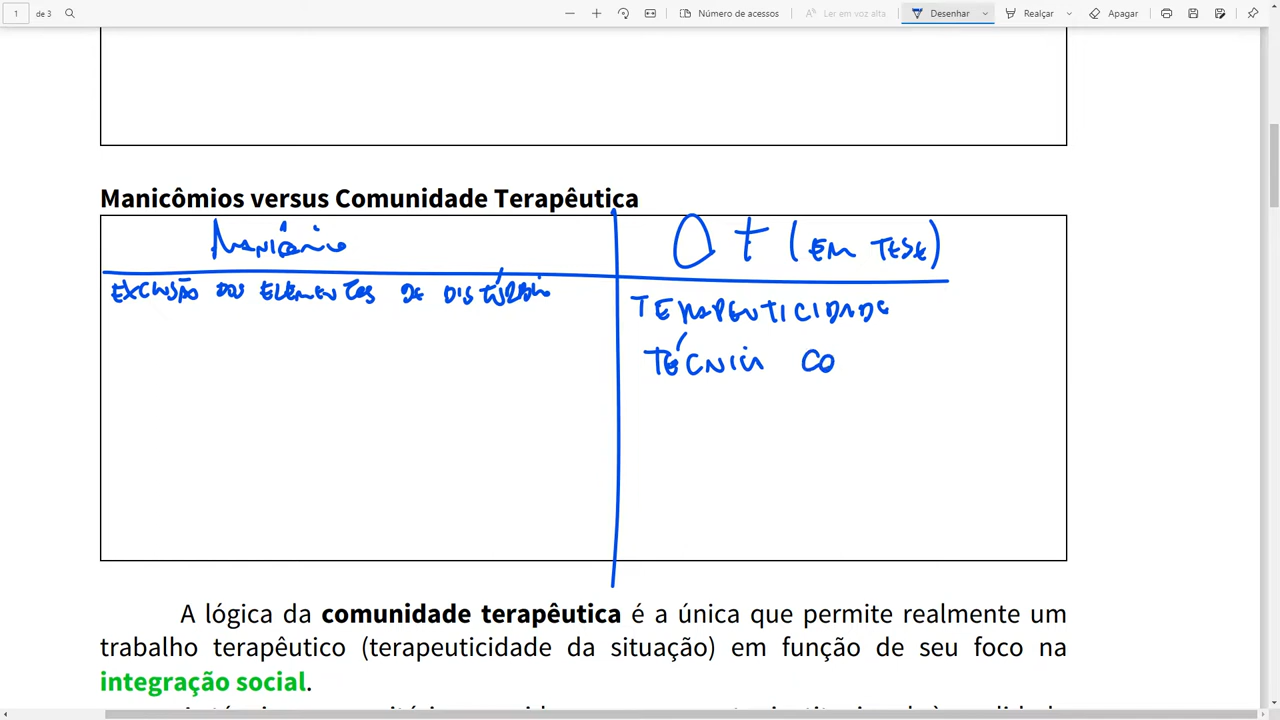 1 de 3 Número de acessos Ler em voz alta Desenhar Realçar Apagar
Manicômios versus Comunidade Terapêutica
Manicômio
(EM TESE)
EXCLUSÃO DOS ELEMENTOS DE DISTÚRBIO
TERAPEUTICIDADE
TÉCNICA CO
A lógica da comunidade terapêutica é a única que permite realmente um
trabalho terapêutico (terapeuticidade da situação) em função de seu foco na
integração social.